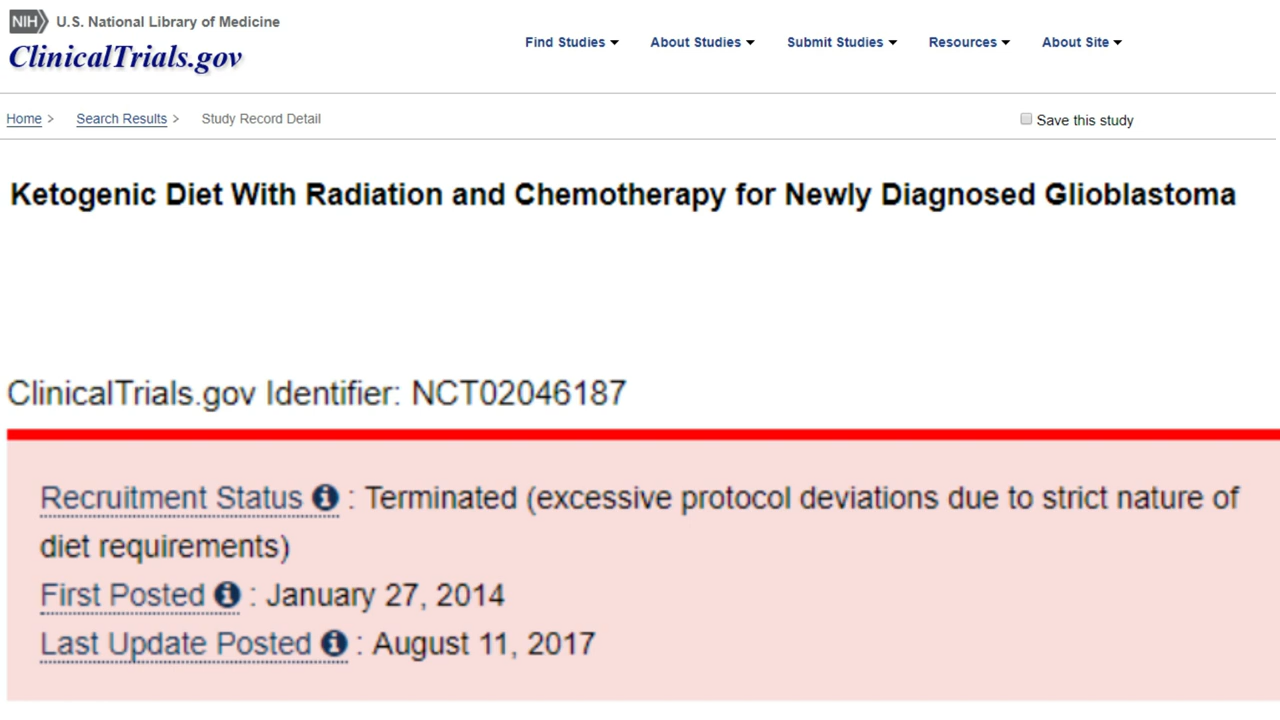 NIH U.S. National Library of Medicine
ClinicalTrials.gov
Find Studies About Studies Submit Studies Resources About Site
Home > Search Results > Study Record Detail
Save this study
Ketogenic Diet With Radiation and Chemotherapy for Newly Diagnosed Glioblastoma
ClinicalTrials.gov Identifier: NCT02046187
Recruitment Status i : Terminated (excessive protocol deviations due to strict nature of
diet requirements)
First Posted i : January 27, 2014
Last Update Posted i : August 11, 2017